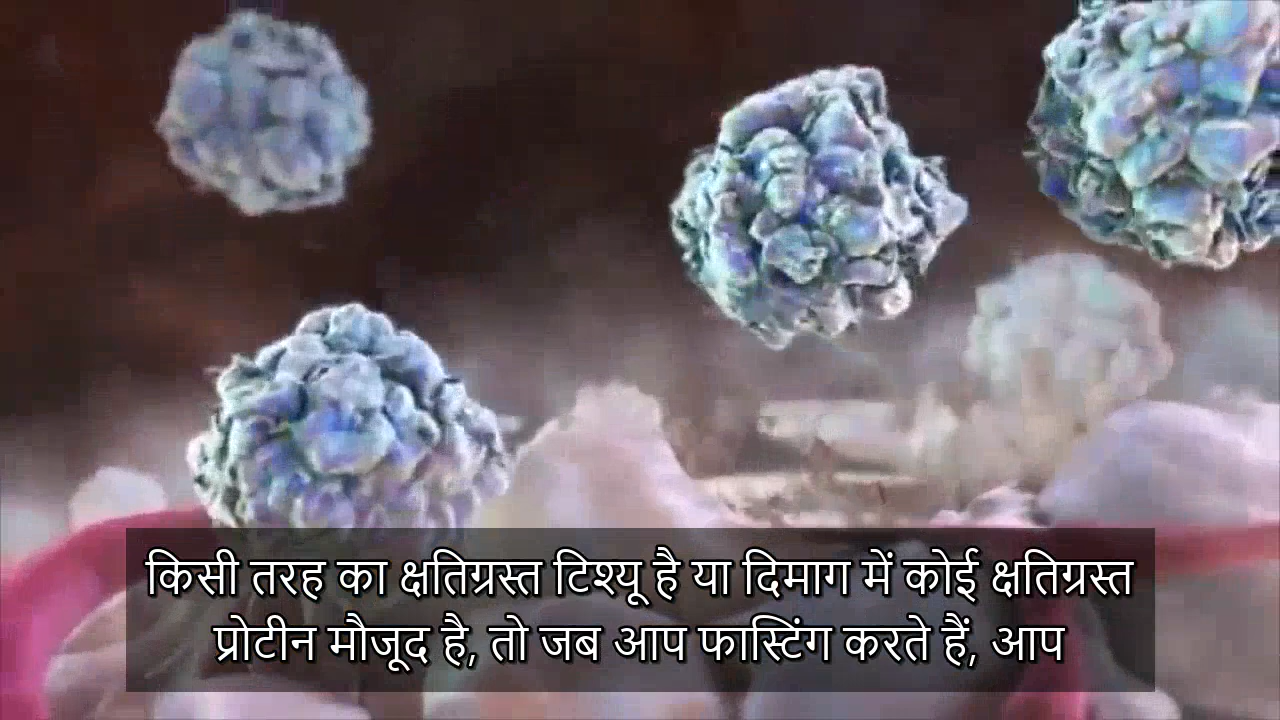 किसी तरह का क्षतिग्रस्त टिश्यू है या दिमाग में कोई क्षतिग्रस्त
प्रोटीन मौजूद है, तो जब आप फास्टिंग करते हैं, आप